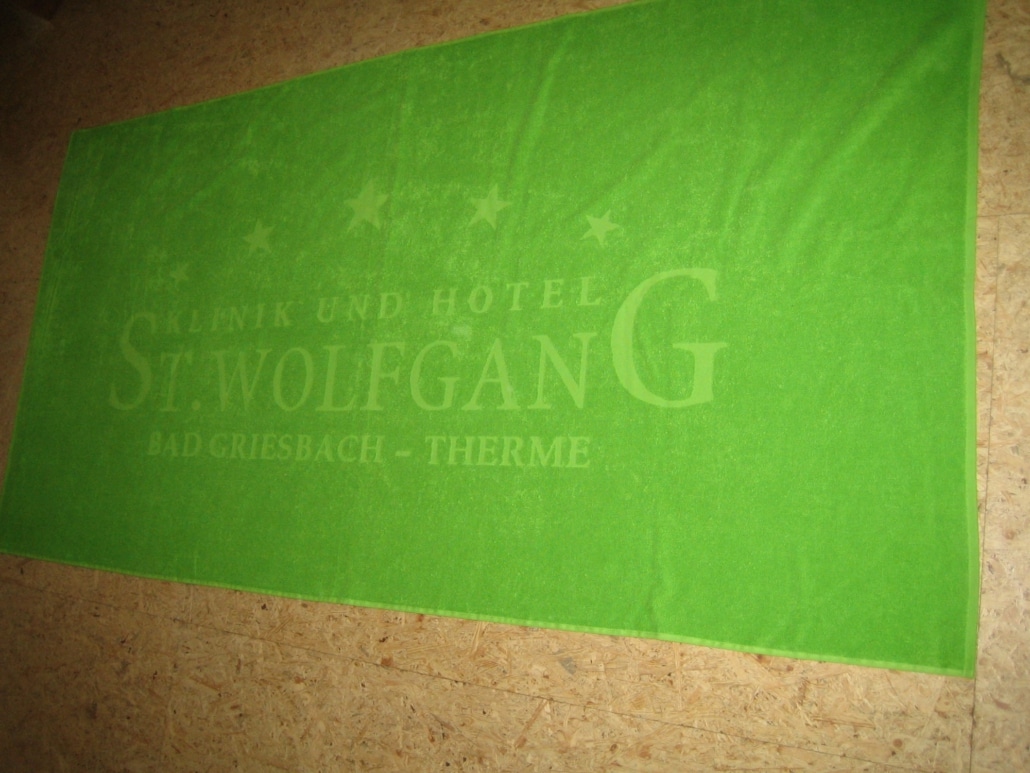 KLINIK UND HOTEL
ST. WOLFGANG
BAD GRIESBACH – THERME